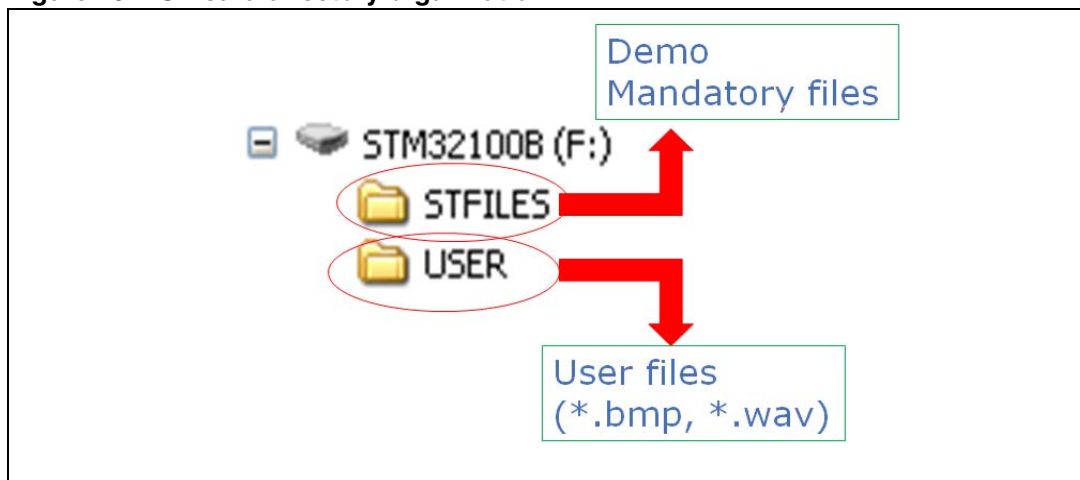 Demo
Mandatory files
STM32100B (F:)
STFILES
USER
User files
(*.bmp, *.wav)